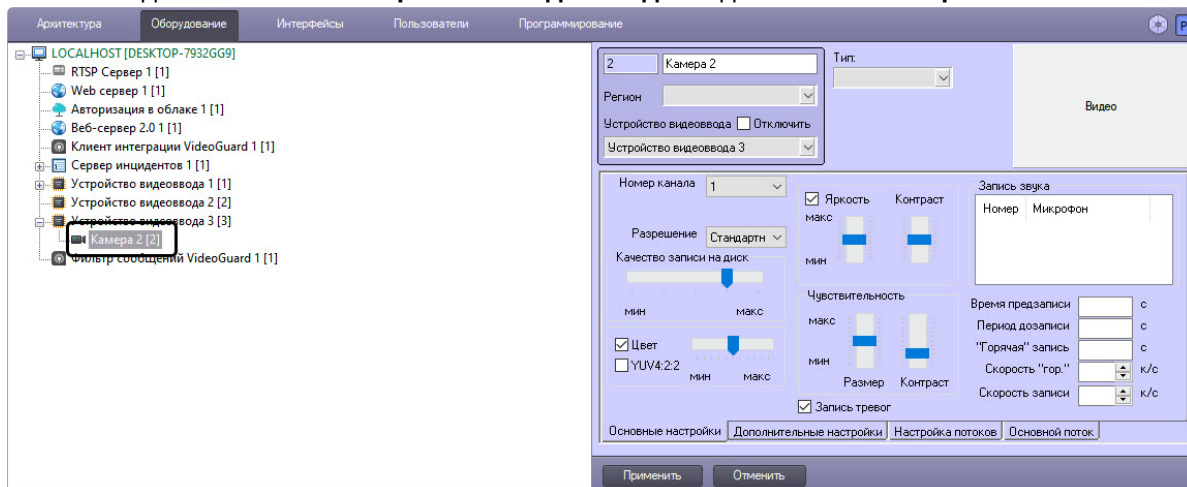 Архитектура Оборудование Интерфейсы Пользователи Программирование
LOCALHOST [DESKTOP-7932GG9]
RTSP Сервер 1 [1]
Web сервер 1 [1]
Авторизация в облаке 1 [1]
Веб-сервер 2.0 1 [1]
Клиент интеграции VideoGuard 1 [1]
Сервер инцидентов 1 [1]
Устройство видеоввода 1 [1]
Устройство видеоввода 2 [2]
Устройство видеоввода 3 [3]
Камера 2 [2]
Фильтр сообщений VideoGuard 1 [1]
2 Камера 2
Тип:
Регион
Устройство видеоввода Отключить
Устройство видеоввода 3
Видео
Номер канала 1
Разрешение Стандартн
Качество записи на диск
мин макс
Цвет
YUV4:2:2
мин макс
Яркость Контраст
макс
мин
Чувствительность
макс
мин
Размер Контраст
Запись тревог
Запись звука
Номер Микрофон
Время предзаписи с
Период дозаписи с
"Горячая" запись с
Скорость "гор." к/с
Скорость записи к/с
Основные настройки Дополнительные настройки Настройка потоков Основной поток
Применить Отменить